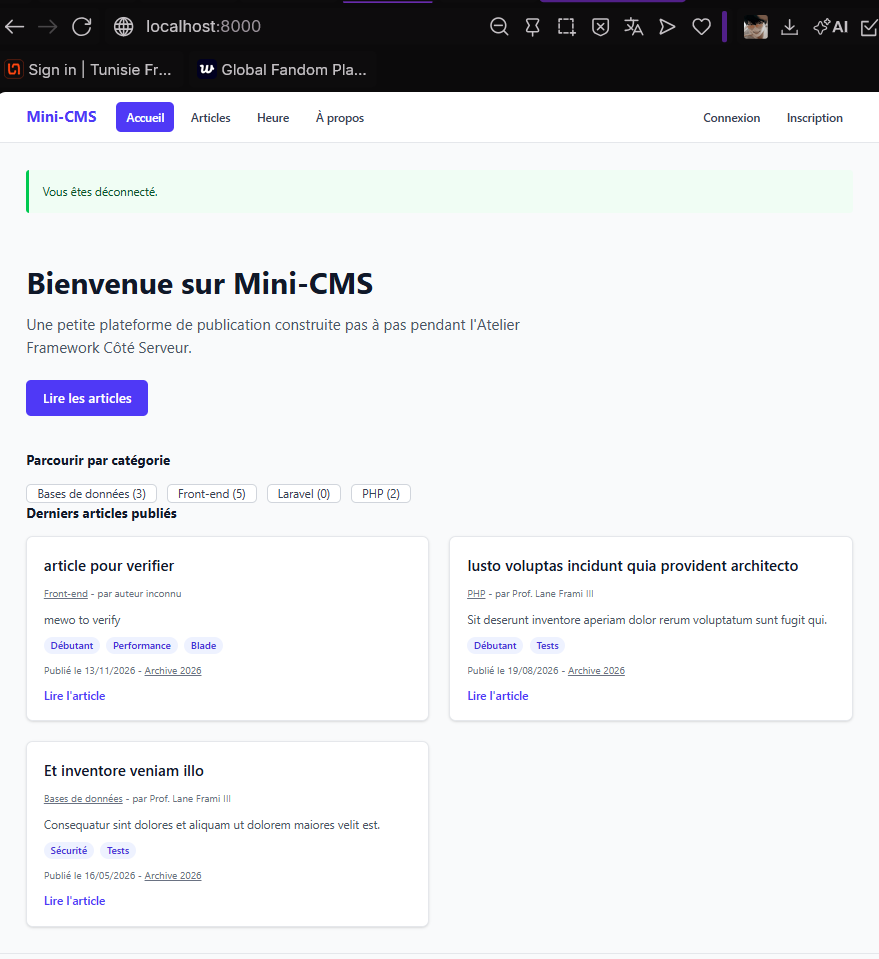 localhost:8000
AI
Sign in | Tunisie Fr...
Global Fandom Pla...
Mini-CMS
Accueil
Articles
Heure
À propos
Connexion
Inscription
Vous êtes déconnecté.
Bienvenue sur Mini-CMS
Une petite plateforme de publication construite pas à pas pendant l'Atelier
Framework Côté Serveur.
Lire les articles
Parcourir par catégorie
Bases de données (3)
Front-end (5)
Laravel (0)
PHP (2)
Derniers articles publiés
article pour verifier
Front-end - par auteur inconnu
mewo to verify
Débutant
Performance
Blade
Publié le 13/11/2026 - Archive 2026
Lire l'article
Iusto voluptas incidunt quia provident architecto
PHP - par Prof. Lane Frami III
Sit deserunt inventore aperiam dolor rerum voluptatum sunt fugit qui.
Débutant
Tests
Publié le 19/08/2026 - Archive 2026
Lire l'article
Et inventore veniam illo
Bases de données - par Prof. Lane Frami III
Consequatur sint dolores et aliquam ut dolorem maiores velit est.
Sécurité
Tests
Publié le 16/05/2026 - Archive 2026
Lire l'article